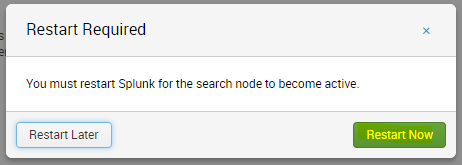 Restart Required
×
You must restart Splunk for the search node to become active.
Restart Later
Restart Now